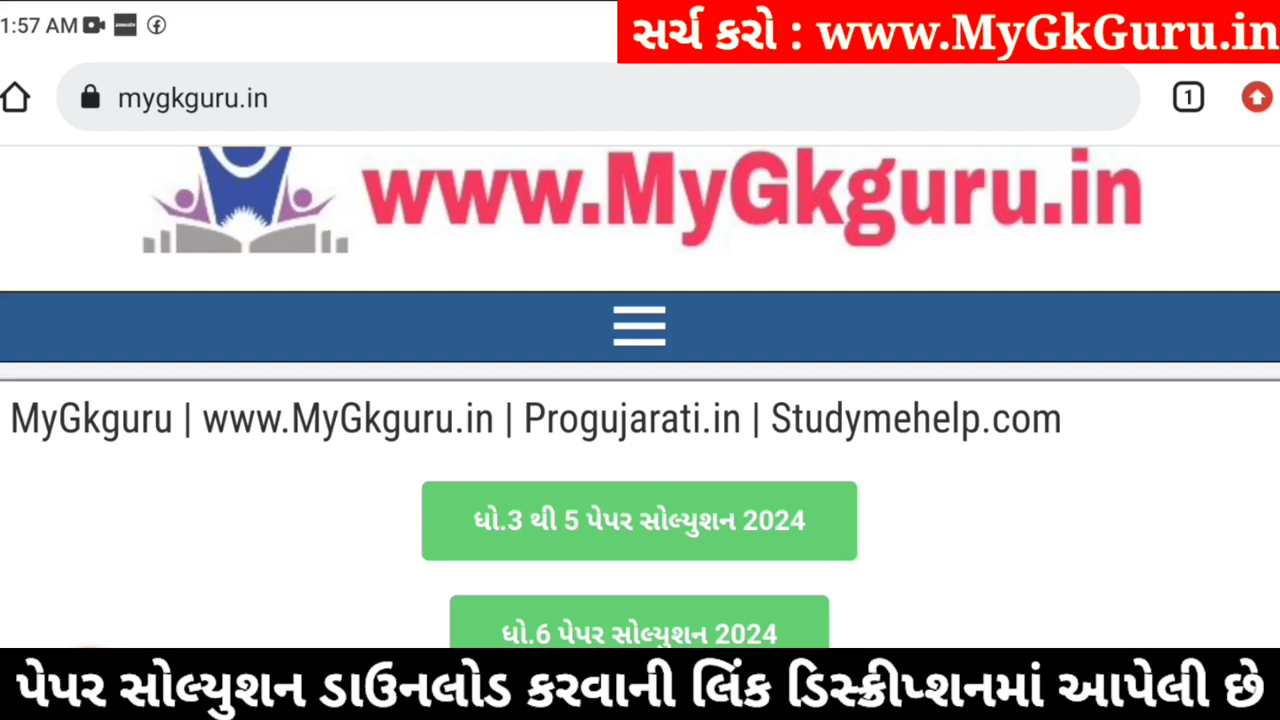 1:57 AM
સર્ચ કરો : www.MyGkGuru.in
mygkguru.in
1
www.MyGkguru.in
MyGkguru | www.MyGkguru.in | Progujarati.in | Studymehelp.com
ધો.3 થી 5 પેપર સોલ્યુશન 2024
ધો.6 પેપર સોલ્યુશન 2024
પેપર સોલ્યુશન ડાઉનલોડ કરવાની લિંક ડિસ્ક્રીપ્શનમાં આપેલી છે